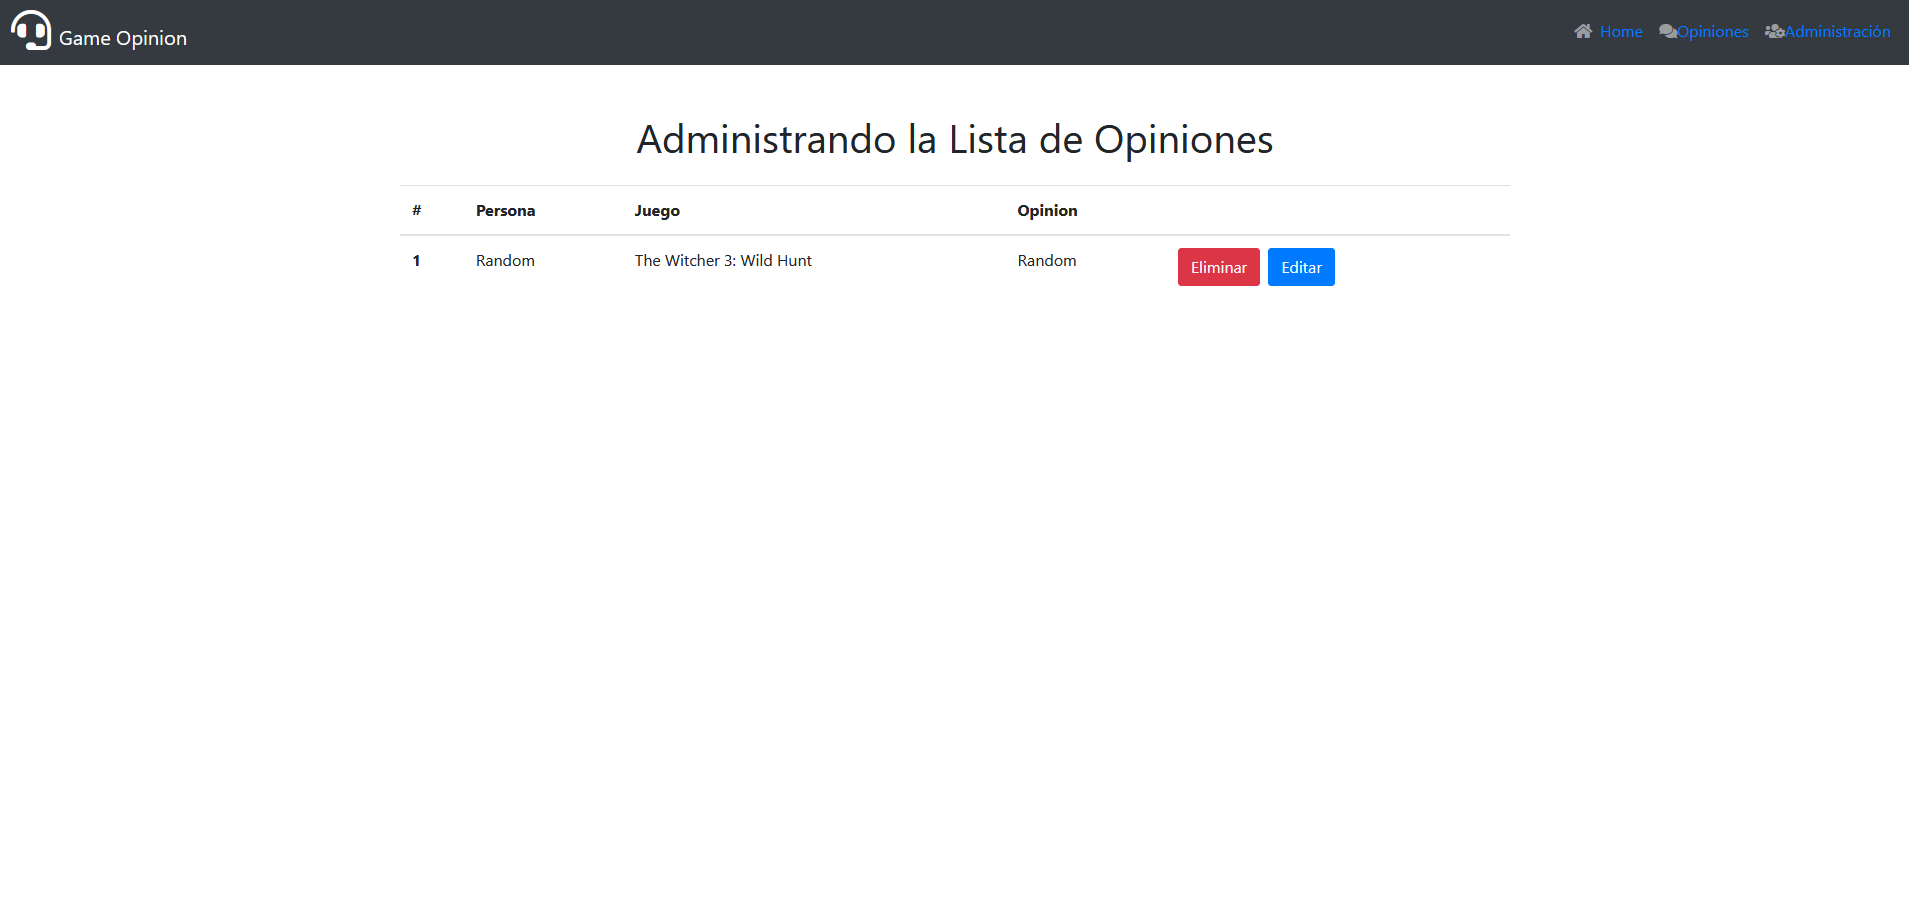 Game Opinion
Home Opiniones Administración
Administrando la Lista de Opiniones
# Persona Juego Opinion
1 Random The Witcher 3: Wild Hunt Random Eliminar Editar